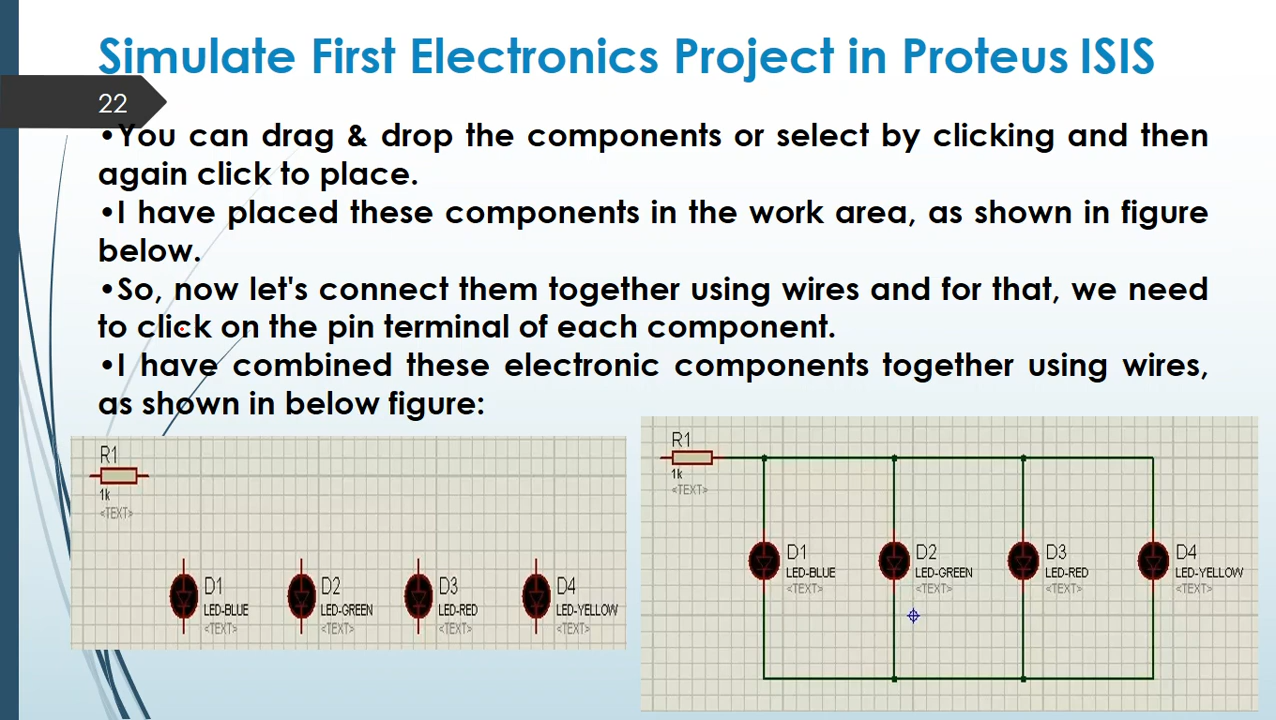 Simulate First Electronics Project in Proteus ISIS
22
•You can drag & drop the components or select by clicking and then
again click to place.
•I have placed these components in the work area, as shown in figure
below.
•So, now let's connect them together using wires and for that, we need
to click on the pin terminal of each component.
•I have combined these electronic components together using wires,
as shown in below figure:
R1
1k
<TEXT>
D1
LED-BLUE
<TEXT>
D2
LED-GREEN
<TEXT>
D3
LED-RED
<TEXT>
D4
LED-YELLOW
<TEXT>
R1
1k
<TEXT>
D1
LED-BLUE
<TEXT>
D2
LED-GREEN
<TEXT>
D3
LED-RED
<TEXT>
D4
LED-YELLOW
<TEXT>